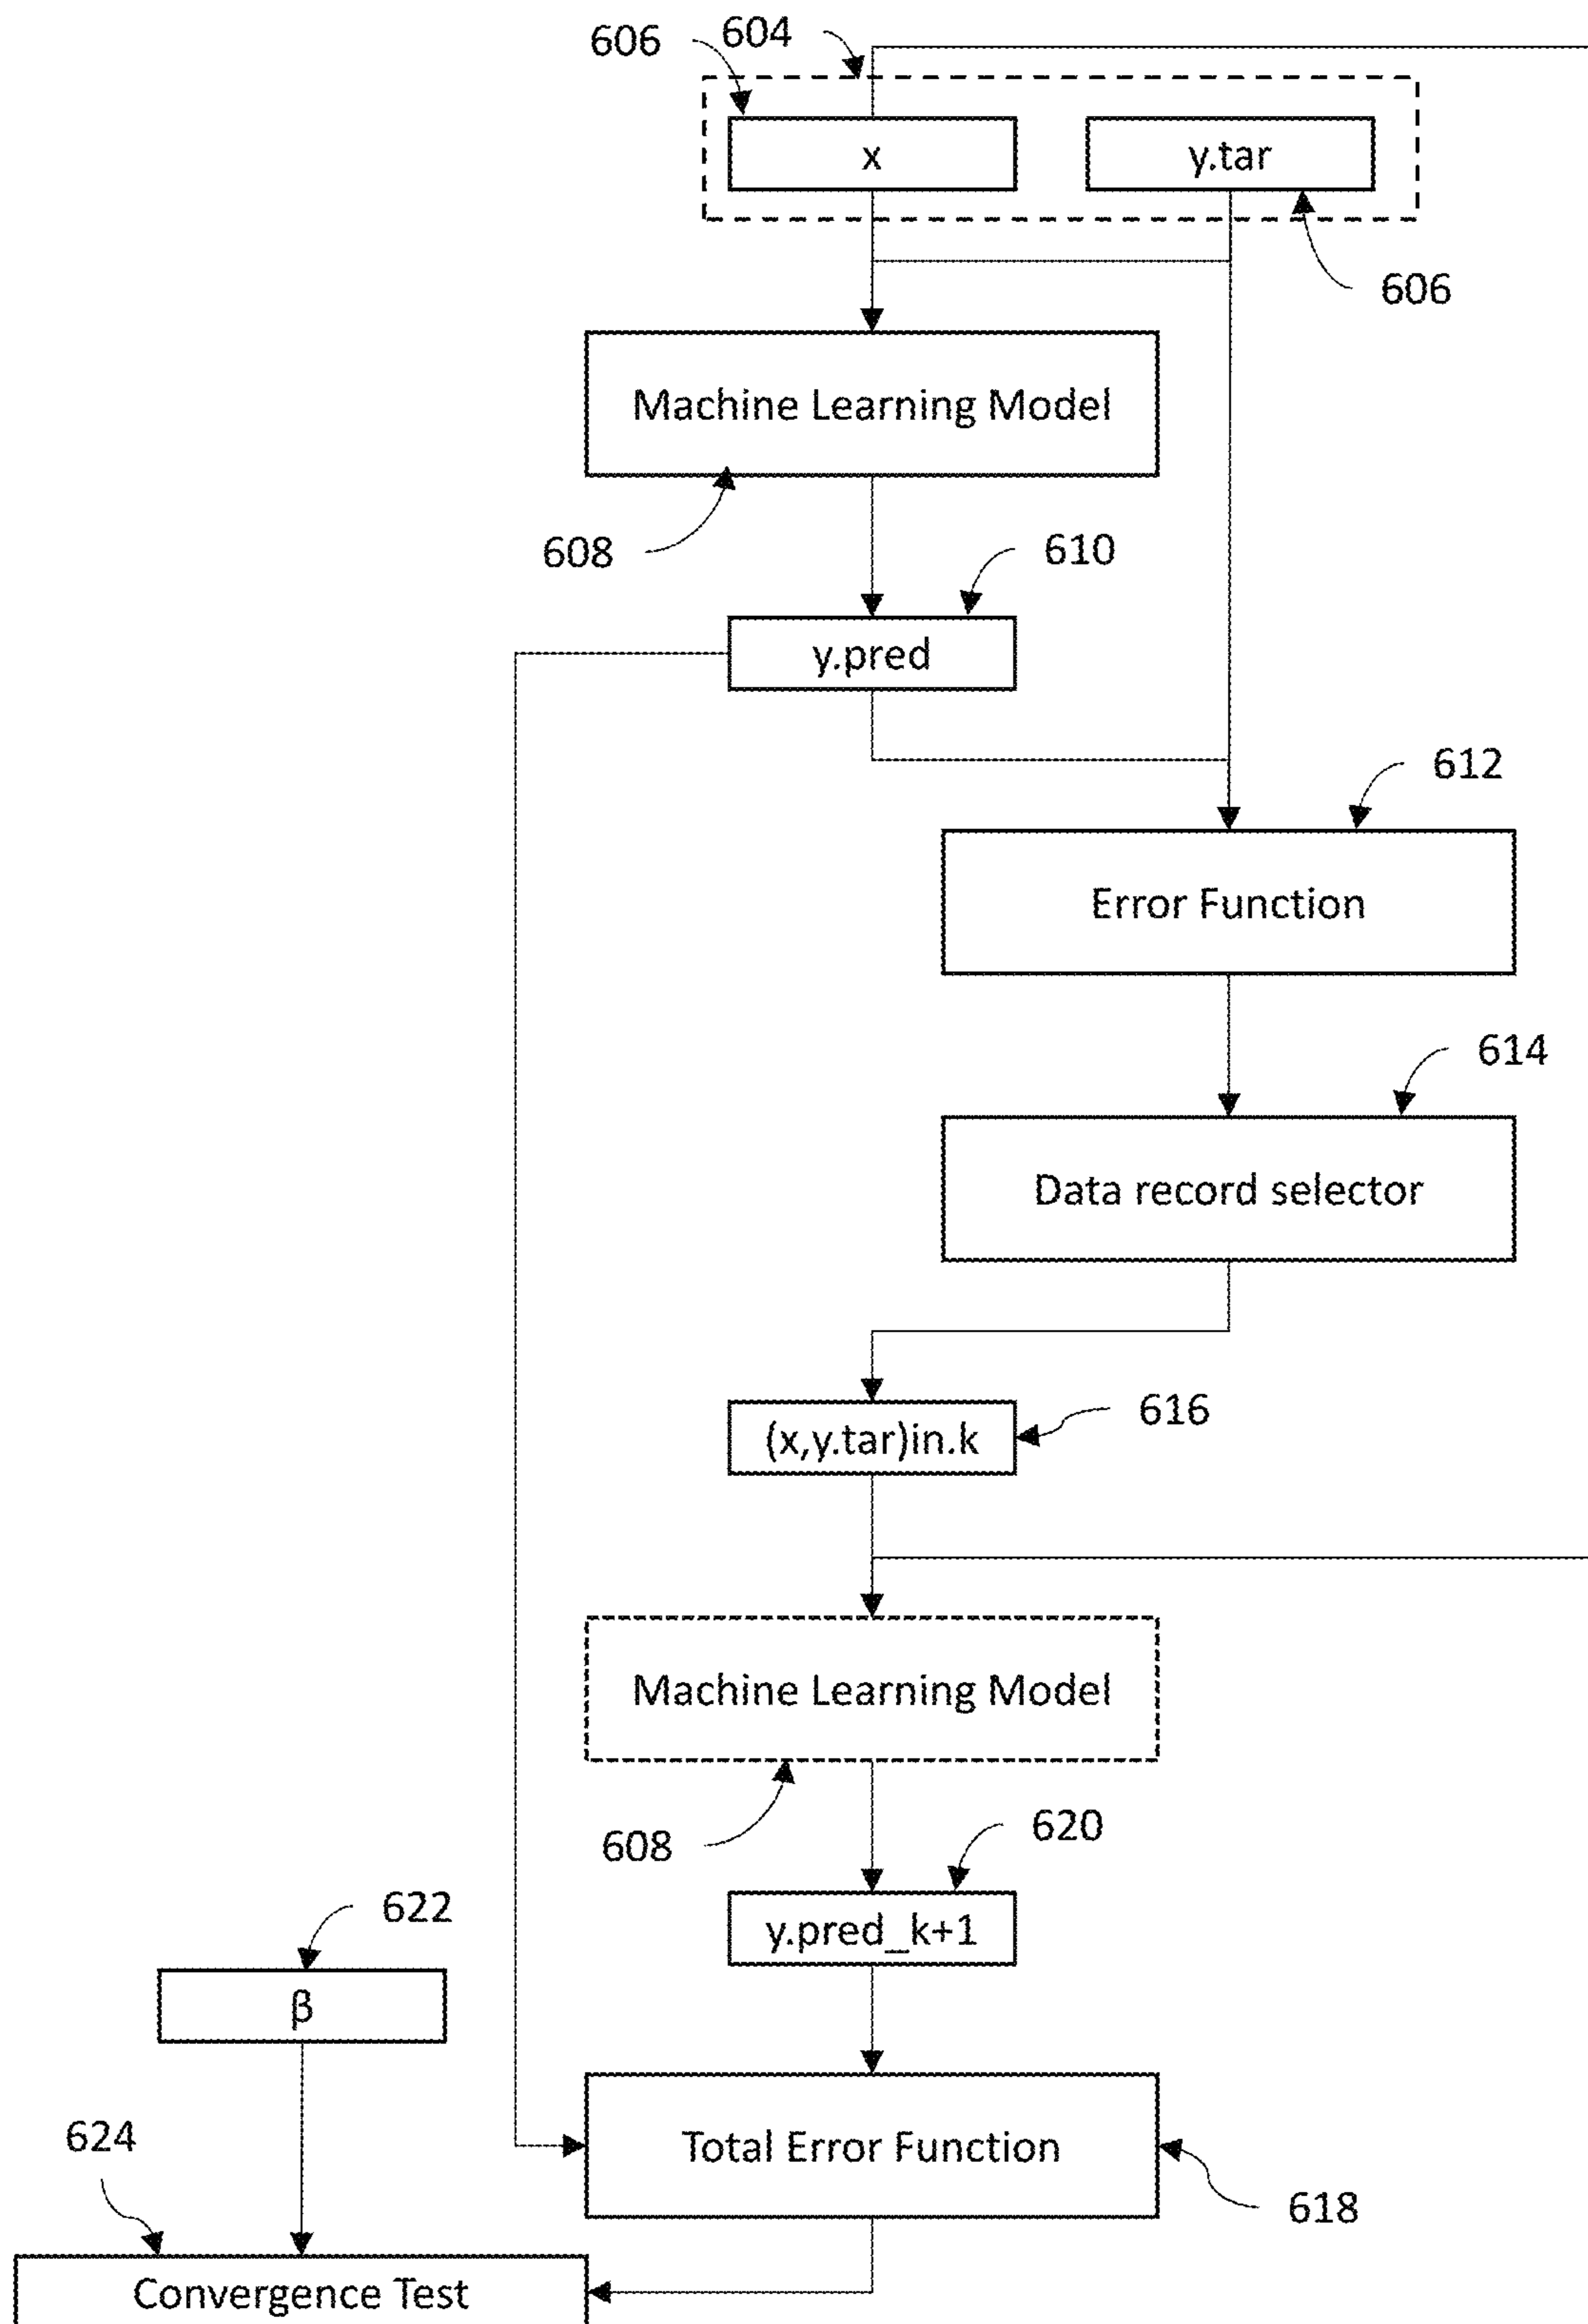 606 604
x
y.tar
606
Machine Learning Model
608
610
y.pred
612
Error Function
614
Data record selector
(x,y.tar)in.k
616
Machine Learning Model
608
620
y.pred_k+1
622
β
624
Total Error Function
618
Convergence Test